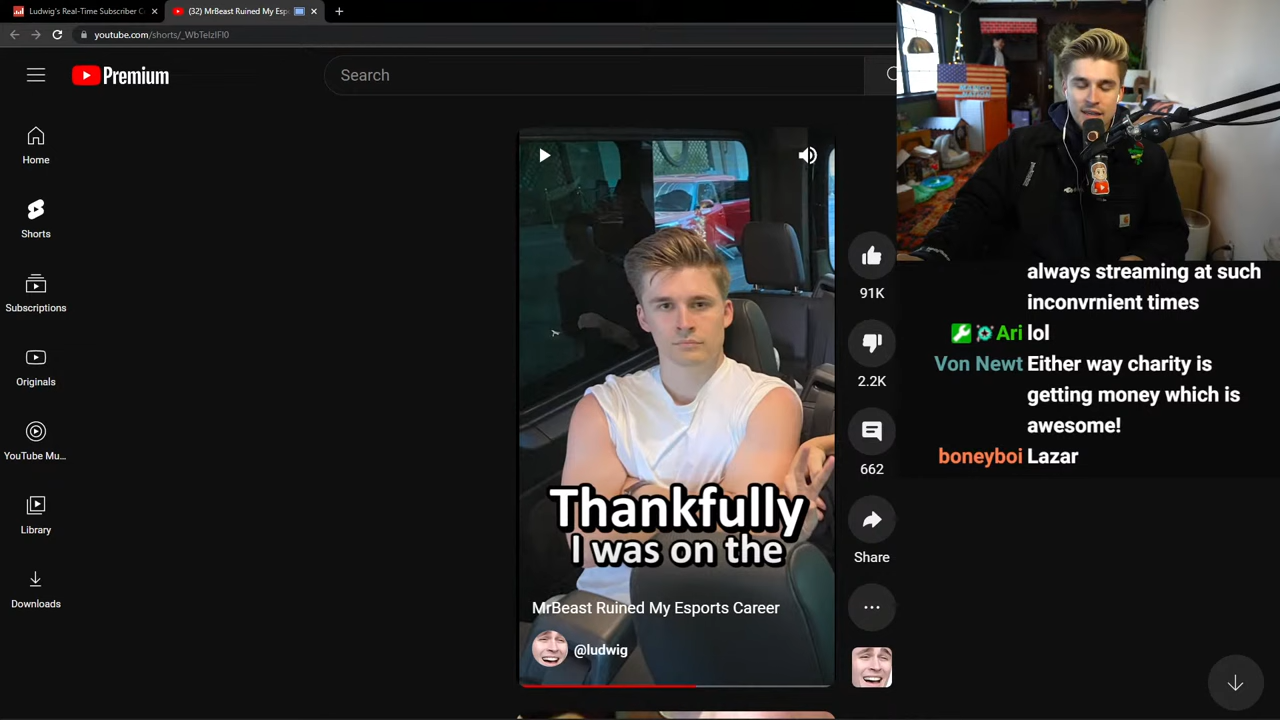 Ludwig's Real-Time Subscriber C
(32) MrBeast Ruined My Esp
youtube.com/shorts/_WbTelzIFl0
Premium
Search
Home
Shorts
Subscriptions
Originals
YouTube Mu...
Library
Downloads
Thankfully
I was on the
MrBeast Ruined My Esports Career
@ludwig
91K
2.2K
662
Share
always streaming at such
inconvrnient times
Ari lol
Von Newt Either way charity is
getting money which is
awesome!
boneyboi Lazar